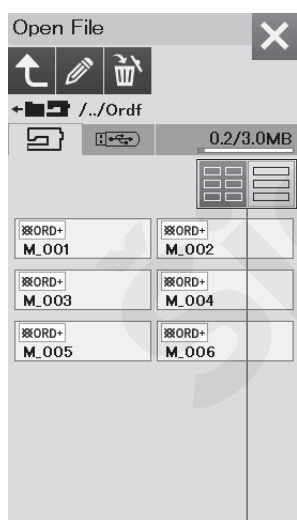 Open File
/../Ordf
0.2/3.0MB
ORD+ ORD+
M_001 M_002
ORD+ ORD+
M_003 M_004
ORD+ ORD+
M_005 M_006